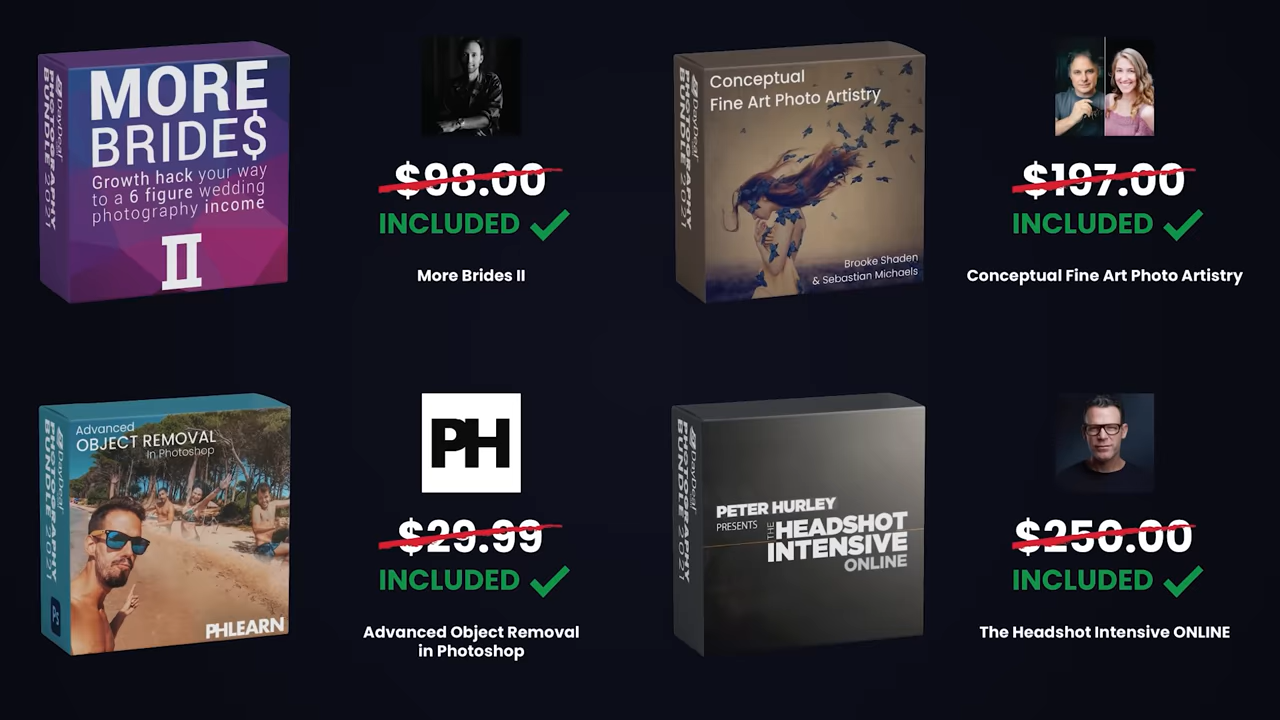 MORE
BRIDE$
Growth hack your way
to a 6 figure wedding
photography income
II
DayDeal
PHOTOGRAPHY
BUNDLE 2021
$98.00
INCLUDED
More Brides II
Conceptual
Fine Art Photo Artistry
Brooke Shaden
& Sebastian Michaels
DayDeal
PHOTOGRAPHY
BUNDLE 2021
$197.00
INCLUDED
Conceptual Fine Art Photo Artistry
Advanced
OBJECT REMOVAL
in Photoshop
PHLEARN
DayDeal
PHOTOGRAPHY
BUNDLE 2021
PH
$29.99
INCLUDED
Advanced Object Removal
in Photoshop
PETER HURLEY
PRESENTS THE HEADSHOT
INTENSIVE
ONLINE
DayDeal
PHOTOGRAPHY
BUNDLE 2021
$250.00
INCLUDED
The Headshot Intensive ONLINE